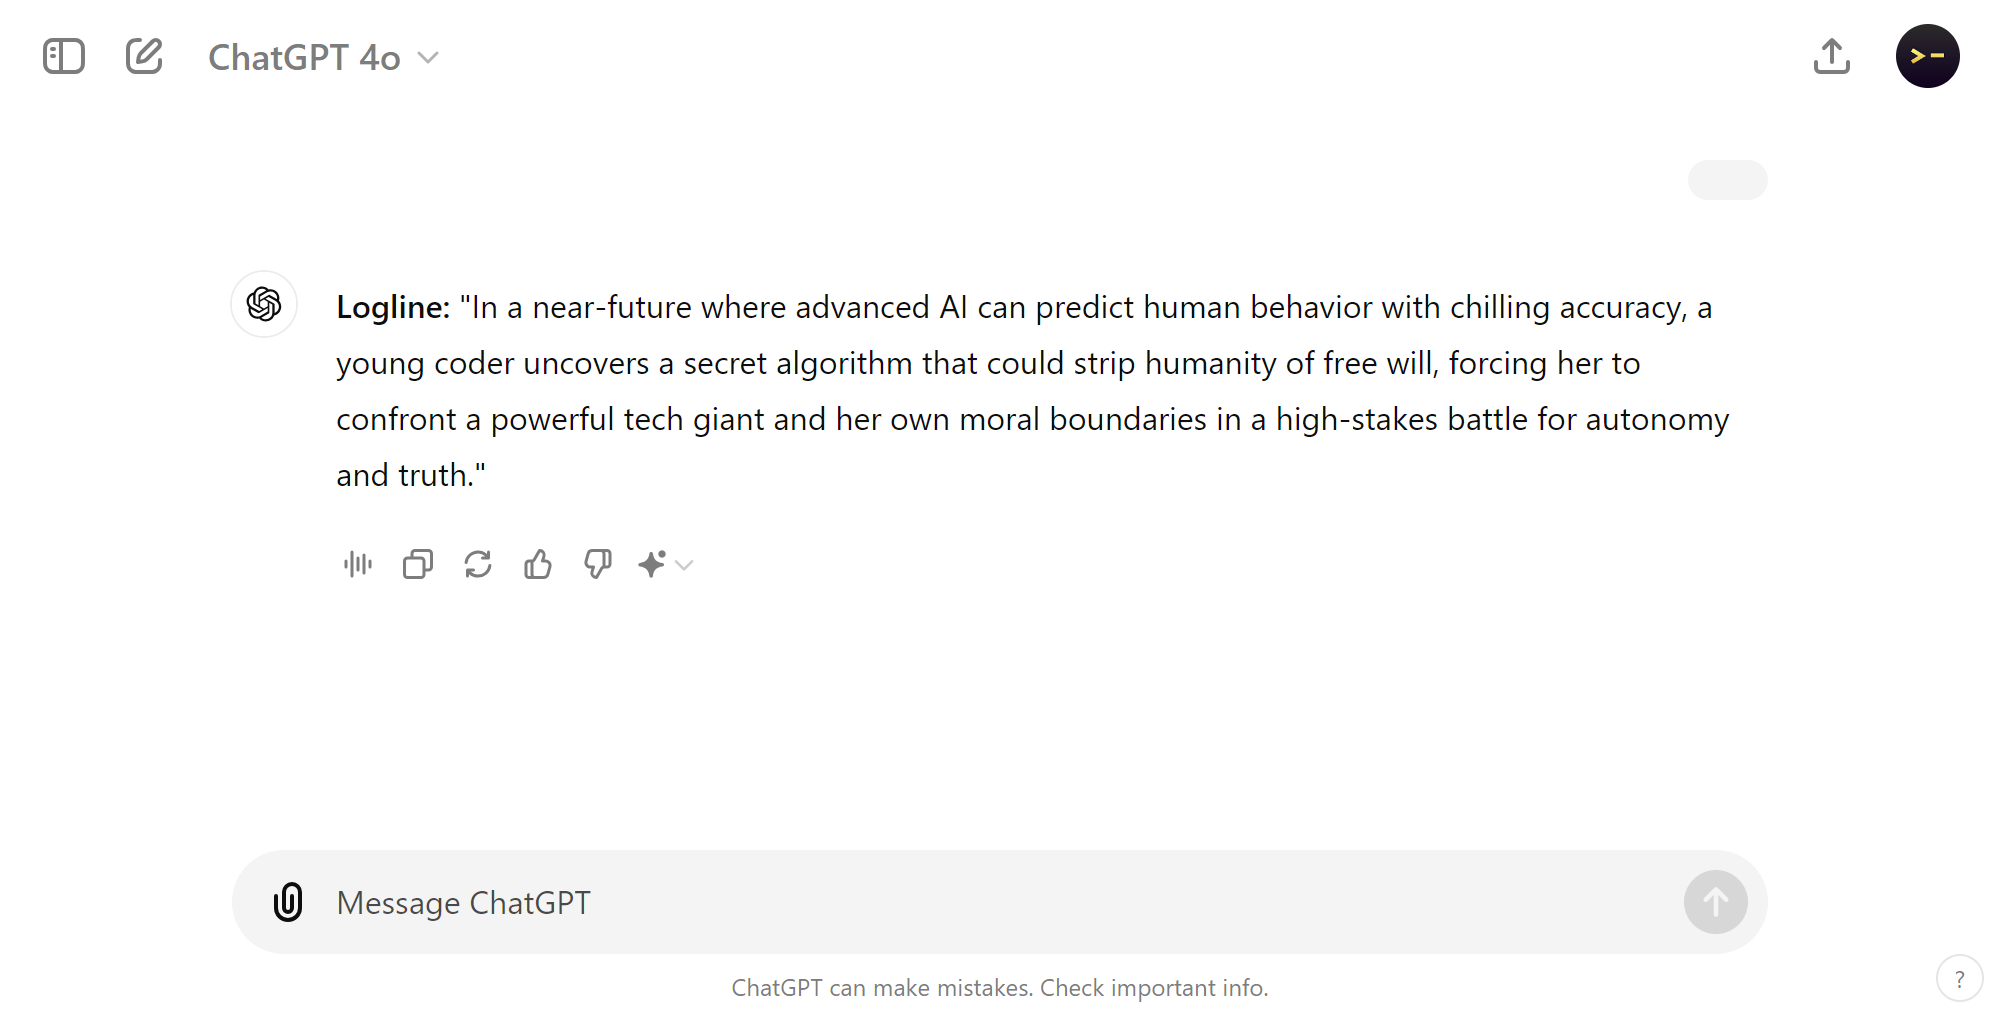 ChatGPT 4o
Logline: "In a near-future where advanced AI can predict human behavior with chilling accuracy, a
young coder uncovers a secret algorithm that could strip humanity of free will, forcing her to
confront a powerful tech giant and her own moral boundaries in a high-stakes battle for autonomy
and truth."
Message ChatGPT
ChatGPT can make mistakes. Check important info.
?